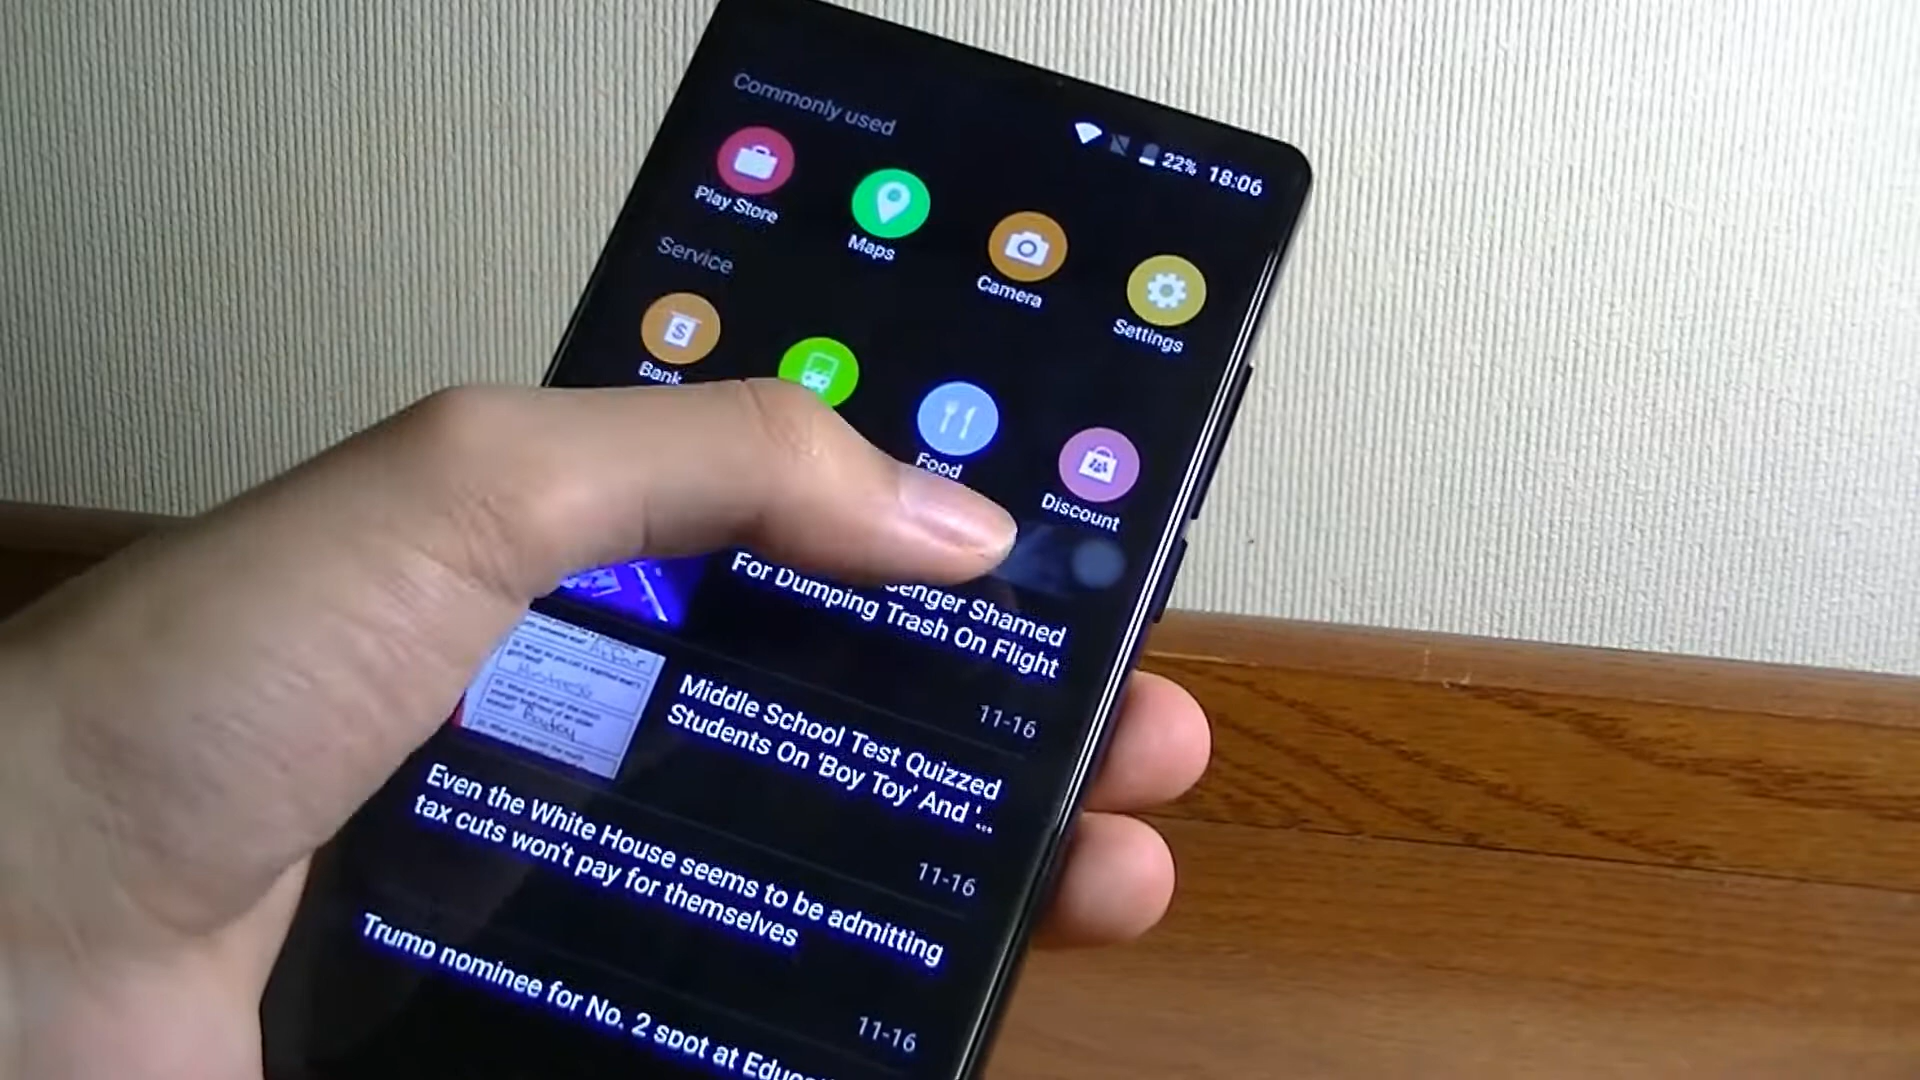 Commonly used
22% 18:06
Play Store
Maps
Camera
Settings
Service
Bank
Food
Discount
Shamed
For Dumping Trash On Flight
11-16
Middle School Test Quizzed
Students On 'Boy Toy' And '...
11-16
Even the White House seems to be admitting
tax cuts won't pay for themselves
11-16
Trump nominee for No. 2 spot at